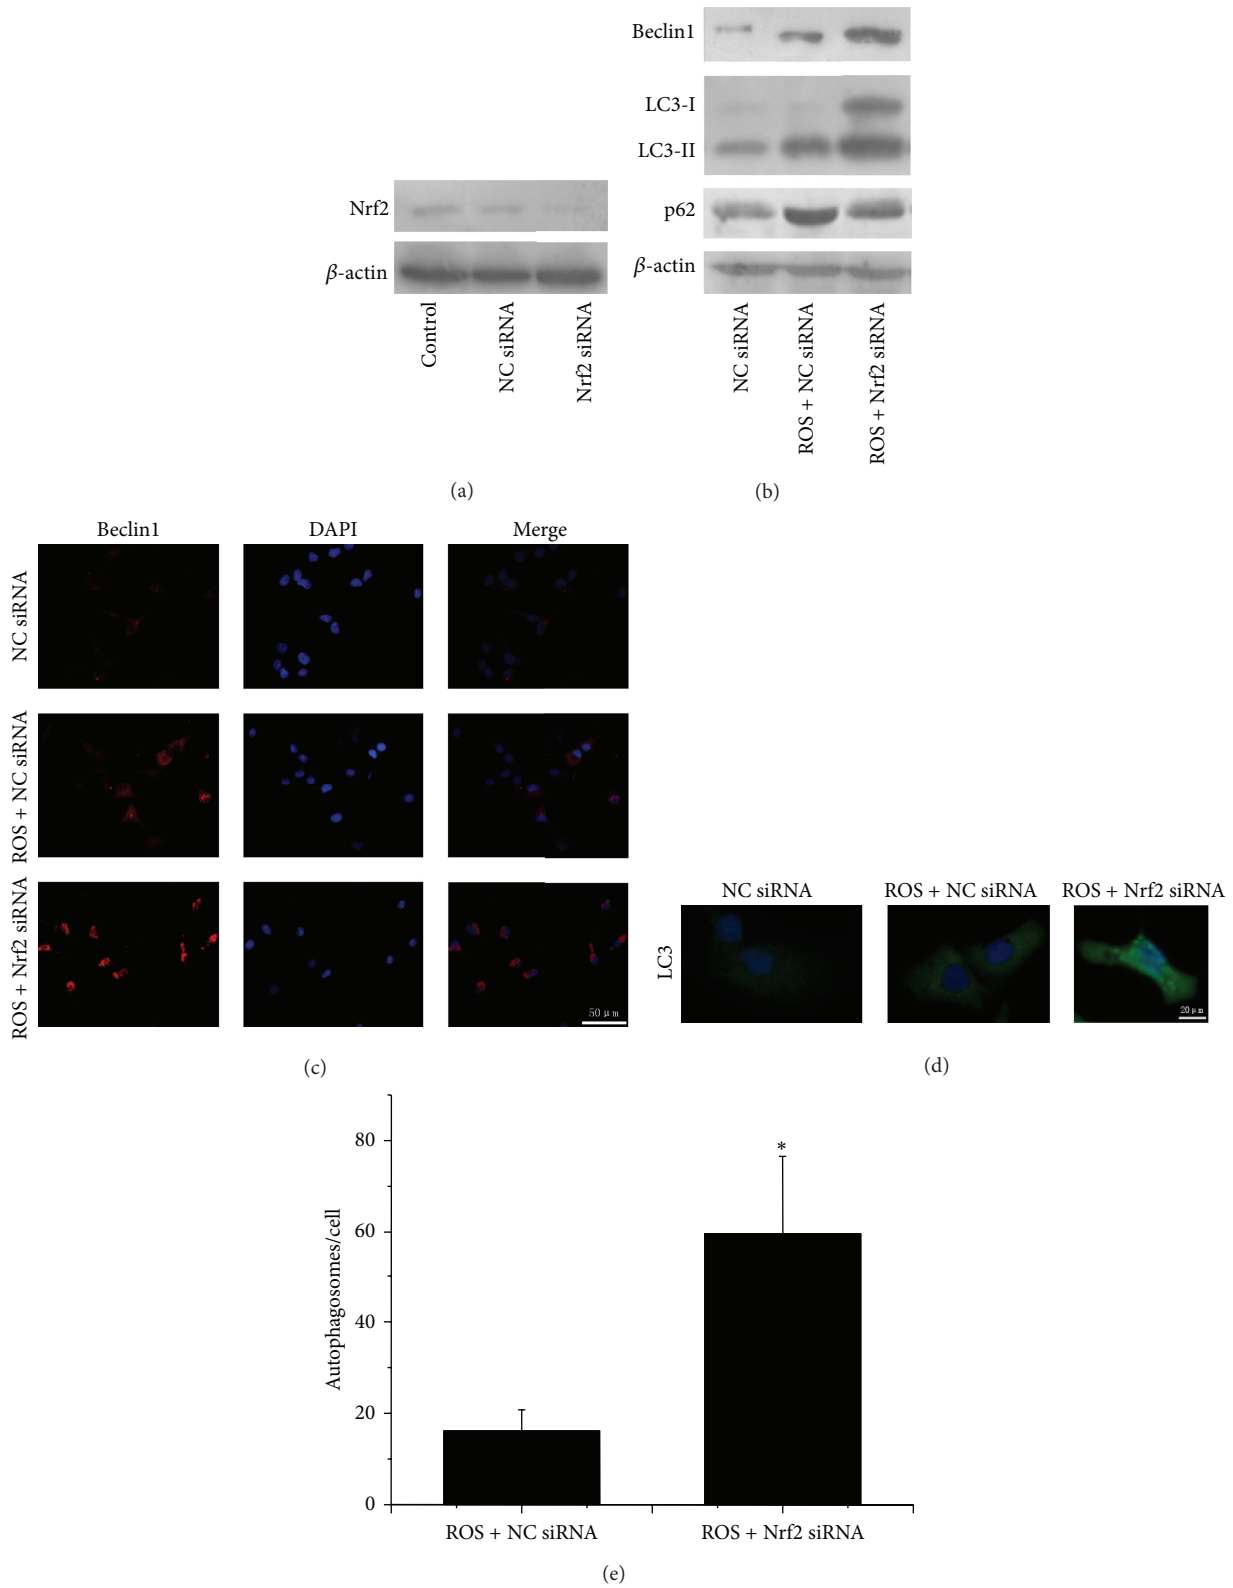 Nrf2
β-actin
Control
NC siRNA
Nrf2 siRNA
(a)
Beclin1
LC3-I
LC3-II
p62
β-actin
NC siRNA
ROS + NC siRNA
ROS + Nrf2 siRNA
(b)
Beclin1
DAPI
Merge
NC siRNA
ROS + NC siRNA
ROS + Nrf2 siRNA
50 μm
(c)
NC siRNA
ROS + NC siRNA
ROS + Nrf2 siRNA
LC3
20 μm
(d)
Autophagosomes/cell
80
60
40
20
0
*
ROS + NC siRNA
ROS + Nrf2 siRNA
(e)